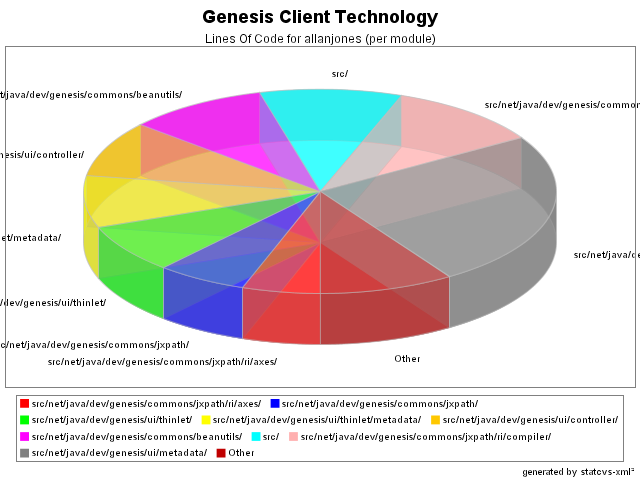 Genesis Client Technology
Lines Of Code for allanjones (per module)
src/
net/java/dev/genesis/commons/beanutils/
src/net/java/dev/genesis/common
nesis/ui/controller/
et/metadata/
src/net/java/de
/dev/genesis/ui/thinlet/
c/net/java/dev/genesis/commons/jxpath/
src/net/java/dev/genesis/commons/jxpath/ri/axes/
Other
src/net/java/dev/genesis/commons/jxpath/ri/axes/ src/net/java/dev/genesis/commons/jxpath/
src/net/java/dev/genesis/ui/thinlet/ src/net/java/dev/genesis/ui/thinlet/metadata/ src/net/java/dev/genesis/ui/controller/
src/net/java/dev/genesis/commons/beanutils/ src/ src/net/java/dev/genesis/commons/jxpath/ri/compiler/
src/net/java/dev/genesis/ui/metadata/ Other
generated by statcvs-xml²